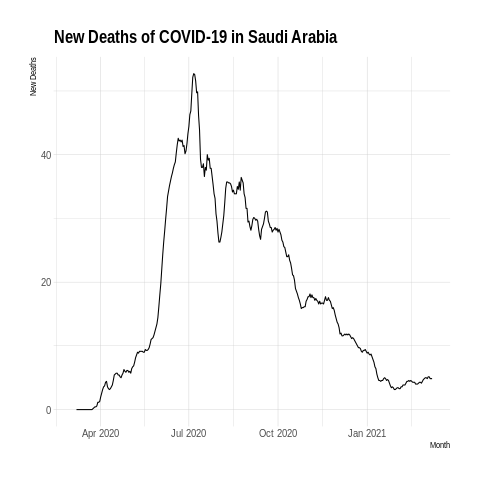 New Deaths of COVID-19 in Saudi Arabia
New Deaths
40
20
0
Apr 2020 Jul 2020 Oct 2020 Jan 2021
Month